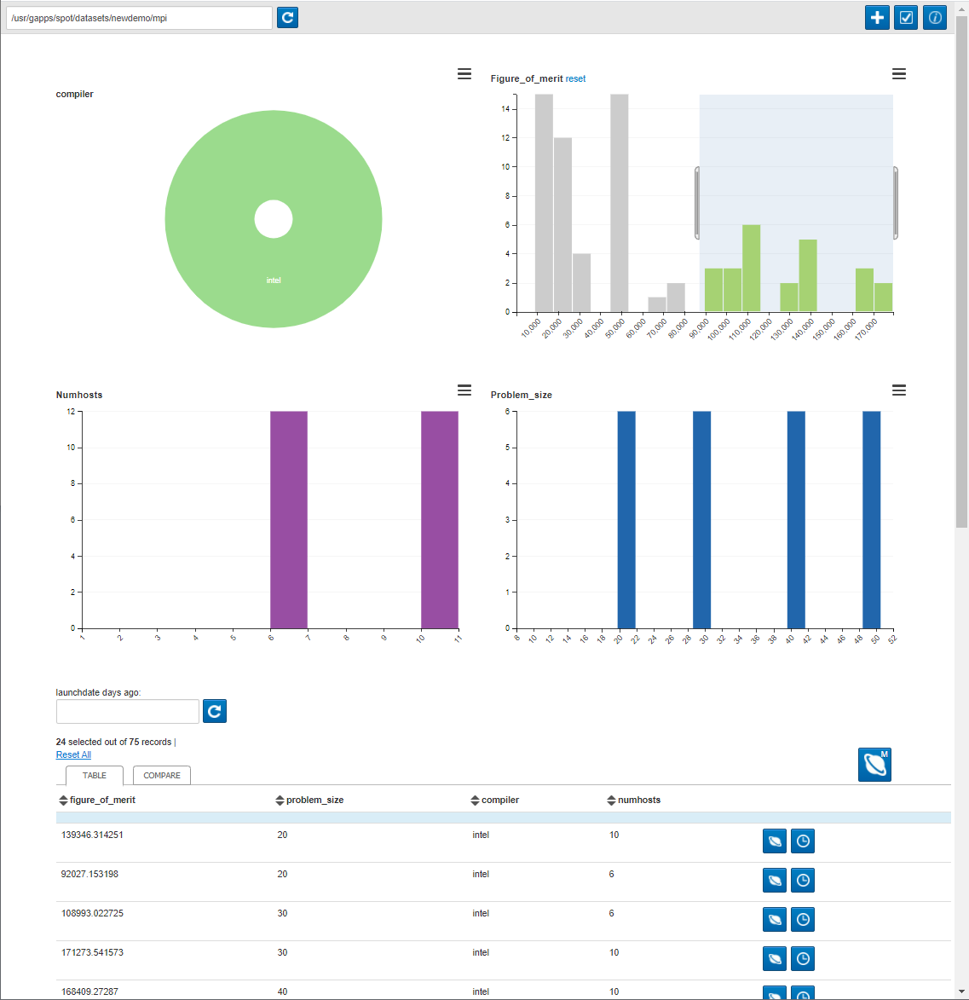 /usr/gapps/spot/datasets/newdemo/mpi
compiler
intel
Figure_of_merit reset
14
12
10
8
6
4
2
0
10,000 20,000 30,000 40,000 50,000 60,000 70,000 80,000 90,000 100,000 110,000 120,000 130,000 140,000 150,000 160,000 170,000
Numhosts
12
10
8
6
4
2
0
1 2 3 4 5 6 7 8 9 10 11
Problem_size
6
5
4
3
2
1
0
8 10 12 14 16 18 20 22 24 26 28 30 32 34 36 38 40 42 44 46 48 50 52
launchdate days ago:
24 selected out of 75 records |
Reset All
M
TABLE COMPARE
figure_of_merit problem_size compiler numhosts
139346.314251 20 intel 10
92027.153198 20 intel 6
108993.022725 30 intel 6
171273.541573 30 intel 10
168409.27287 40 intel 10